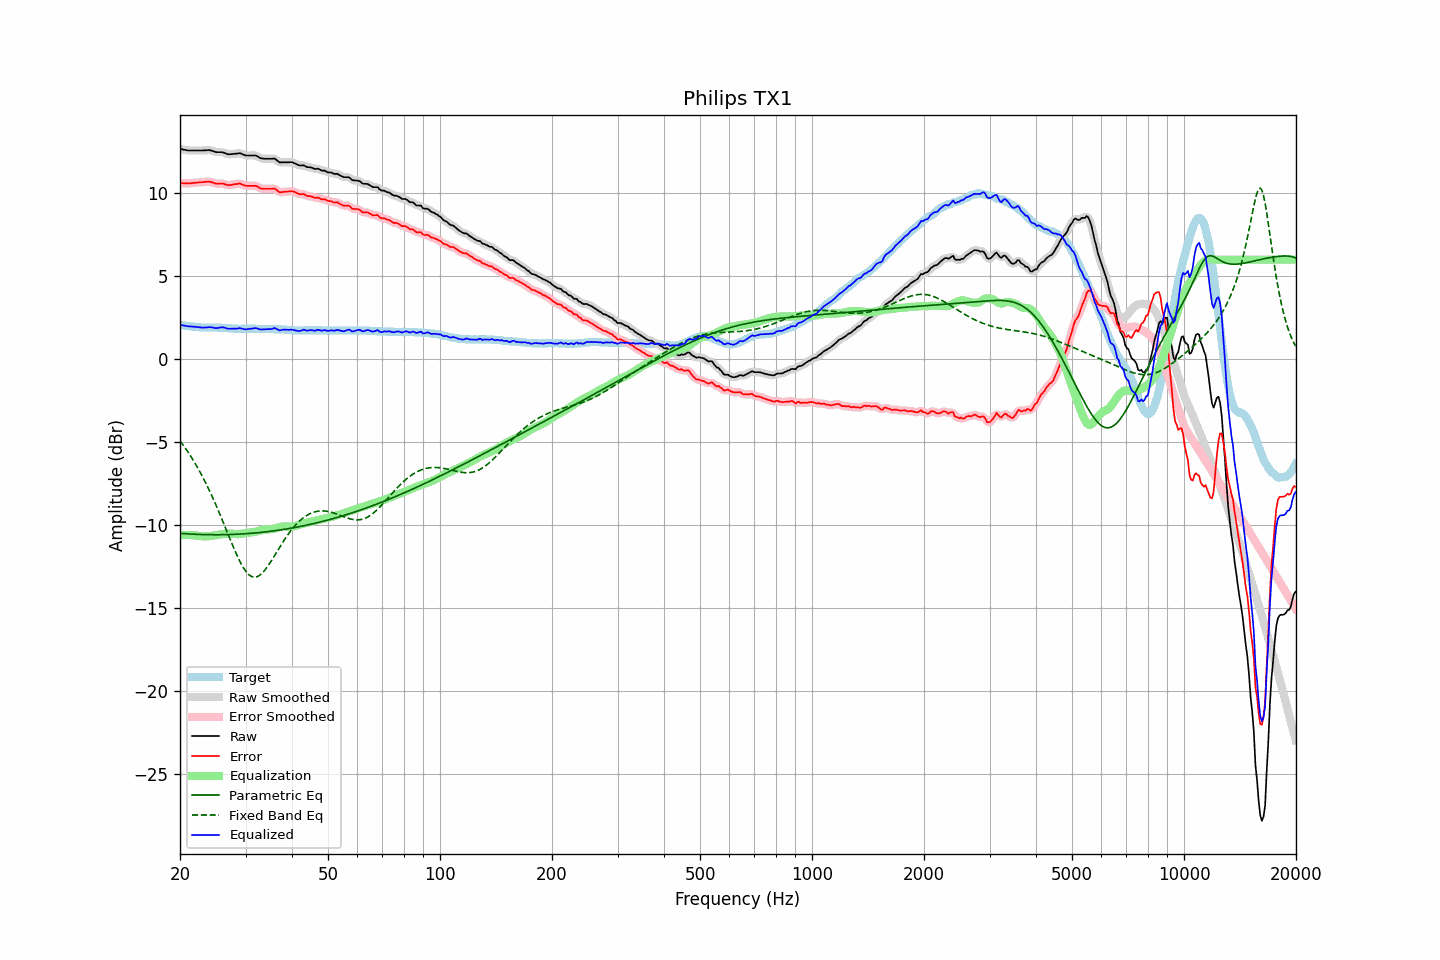 Philips TX1
Amplitude (dBr)
10
5
0
−5
−10
−15
−20
−25
Target
Raw Smoothed
Error Smoothed
Raw
Error
Equalization
Parametric Eq
Fixed Band Eq
Equalized
20 50 100 200 500 1000 2000 5000 10000 20000
Frequency (Hz)